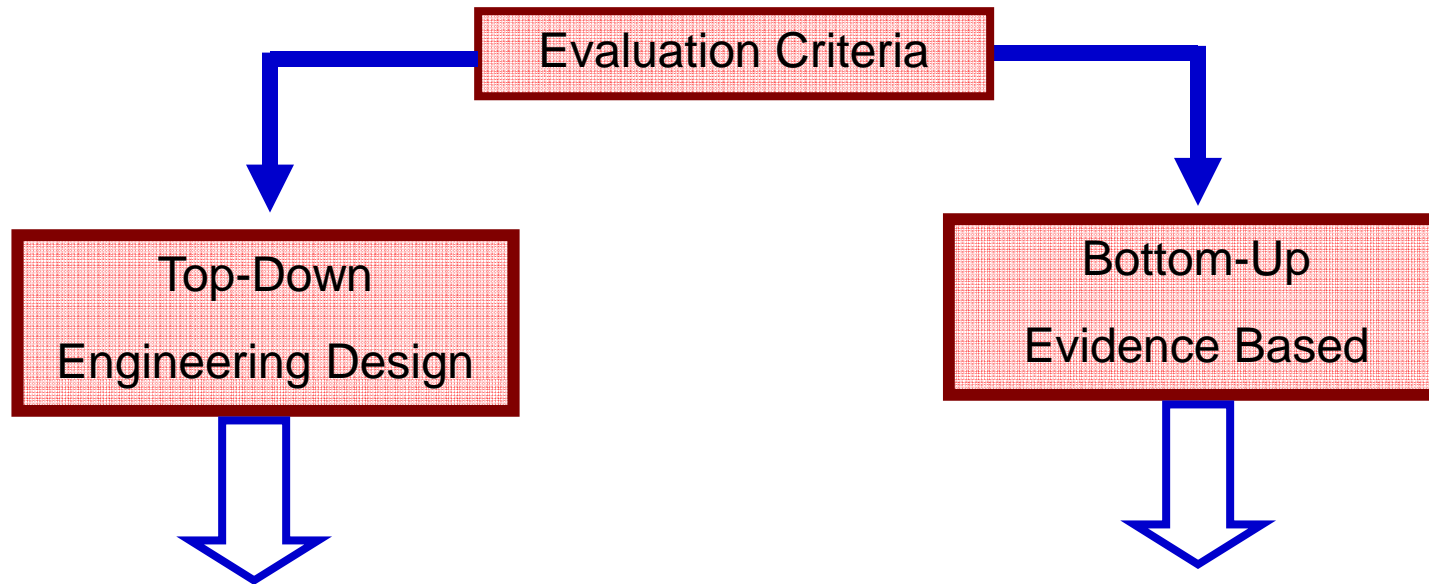 Evaluation Criteria
Top-Down
Engineering Design
Bottom-Up
Evidence Based